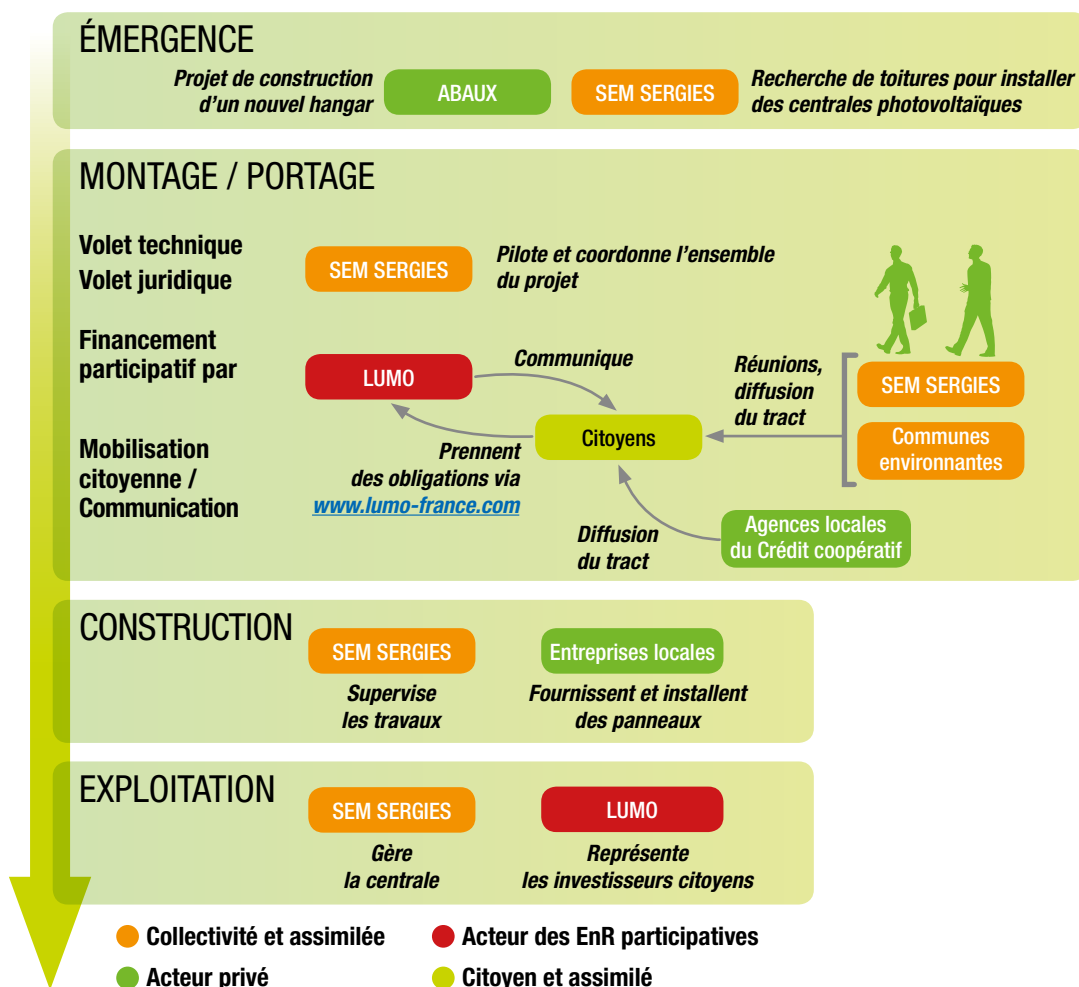 ÉMERGENCE
Projet de construction
d'un nouvel hangar
ABAUX
SEM SERGIES
Recherche de toitures pour installer
des centrales photovoltaïques
MONTAGE / PORTAGE
Volet technique
Volet juridique
SEM SERGIES
Pilote et coordonne l'ensemble
du projet
Financement
participatif par
LUMO
Communique
Réunions,
diffusion
du tract
SEM SERGIES
Communes
environnantes
Citoyens
Mobilisation
citoyenne /
Communication
Prennent
des obligations via
www.lumo-france.com
Diffusion
du tract
Agences locales
du Crédit coopératif
CONSTRUCTION
SEM SERGIES
Supervise
les travaux
Entreprises locales
Fournissent et installent
des panneaux
EXPLOITATION
SEM SERGIES
Gère
la centrale
LUMO
Représente
les investisseurs citoyens
Collectivité et assimilée
Acteur des EnR participatives
Acteur privé
Citoyen et assimilé